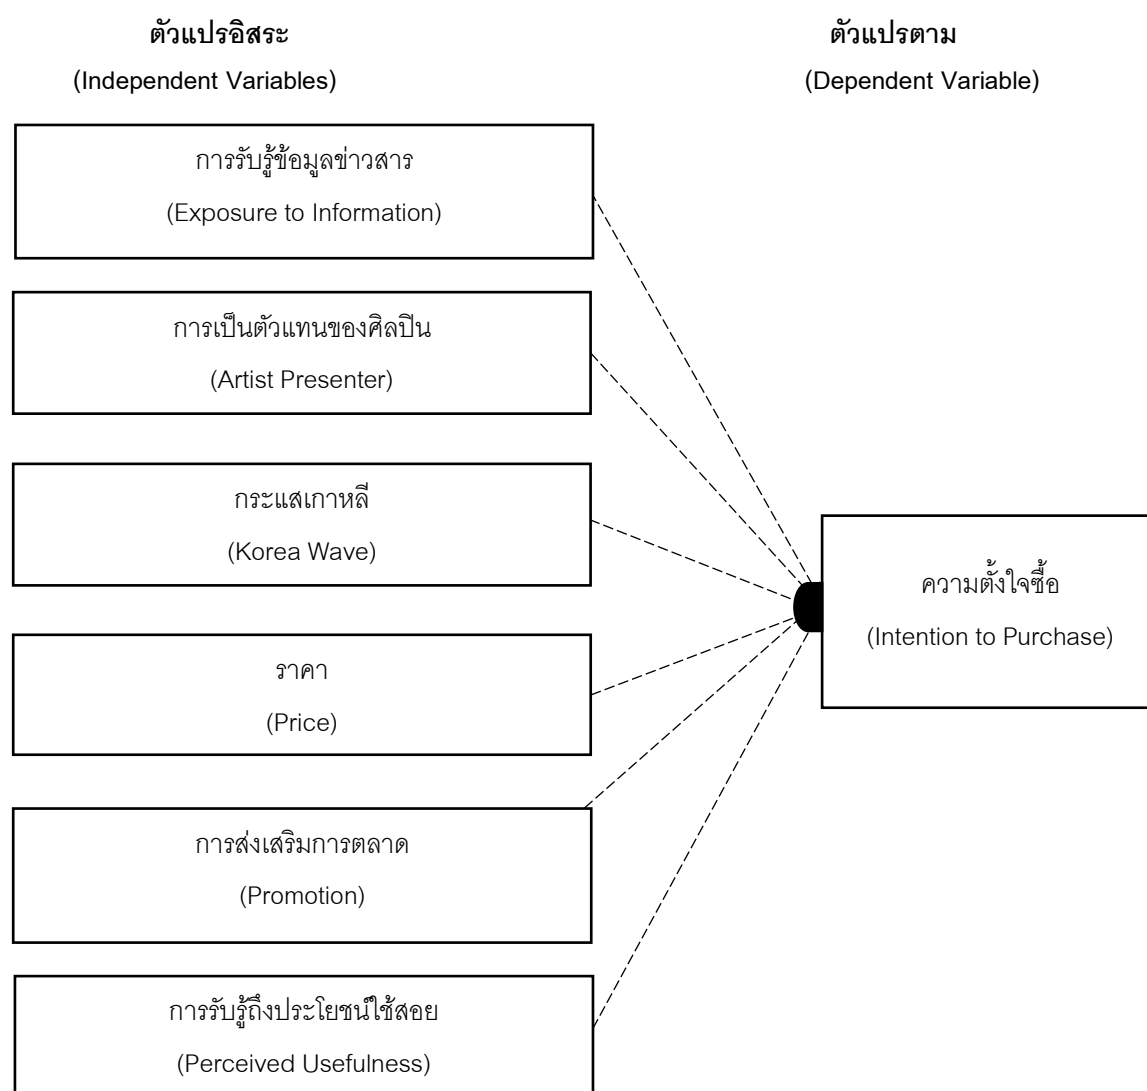 ตัวแปรอิสระ
(Independent Variables)
ตัวแปรตาม
(Dependent Variable)
การรับรู้ข้อมูลข่าวสาร
(Exposure to Information)
การเป็นตัวแทนของศิลปิน
(Artist Presenter)
กระแสเกาหลี
(Korea Wave)
ราคา
(Price)
การส่งเสริมการตลาด
(Promotion)
การรับรู้ถึงประโยชน์ใช้สอย
(Perceived Usefulness)
ความตั้งใจซื้อ
(Intention to Purchase)